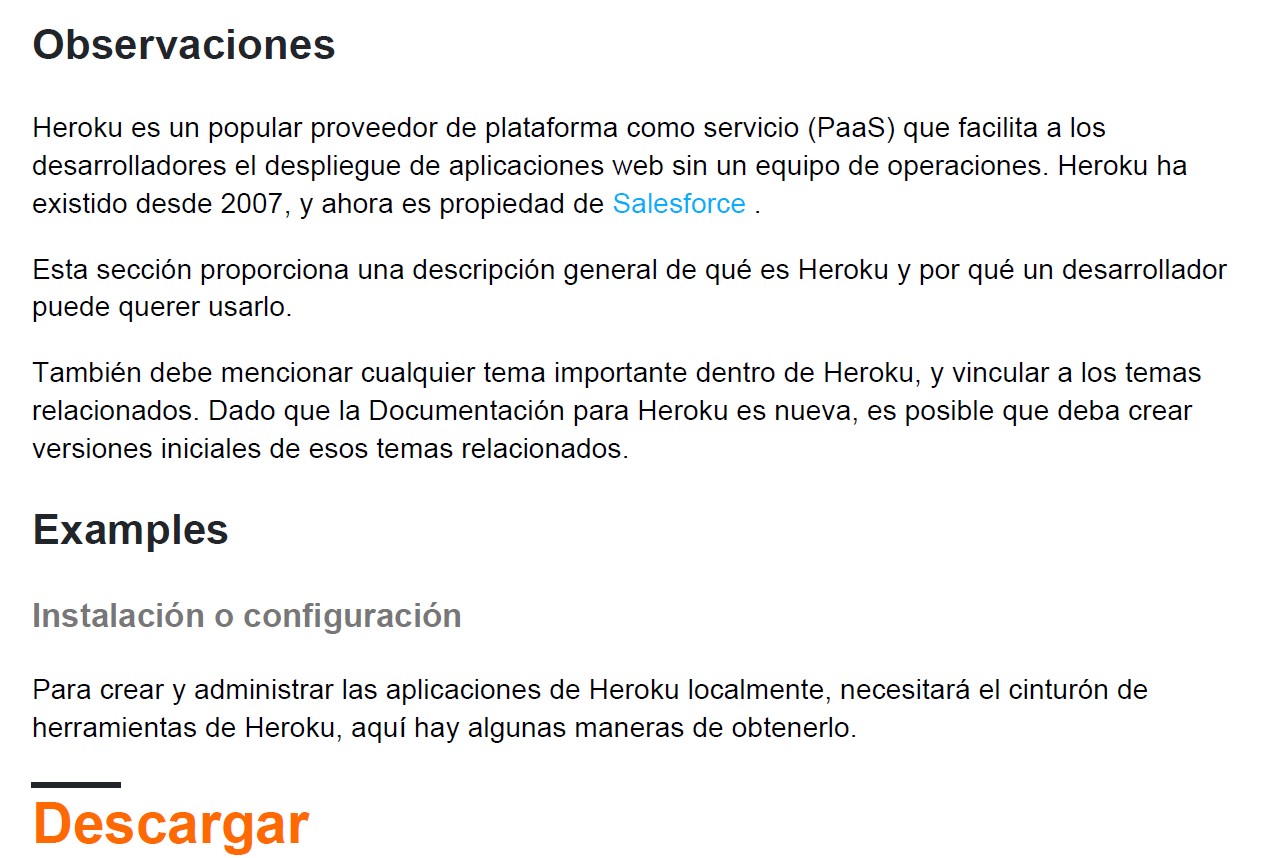 Observaciones
Heroku es un popular proveedor de plataforma como servicio (PaaS) que facilita a los
desarrolladores el despliegue de aplicaciones web sin un equipo de operaciones. Heroku ha
existido desde 2007, y ahora es propiedad de Salesforce .
Esta sección proporciona una descripción general de qué es Heroku y por qué un desarrollador
puede querer usarlo.
También debe mencionar cualquier tema importante dentro de Heroku, y vincular a los temas
relacionados. Dado que la Documentación para Heroku es nueva, es posible que deba crear
versiones iniciales de esos temas relacionados.
Examples
Instalación o configuración
Para crear y administrar las aplicaciones de Heroku localmente, necesitará el cinturón de
herramientas de Heroku, aquí hay algunas maneras de obtenerlo.
Descargar